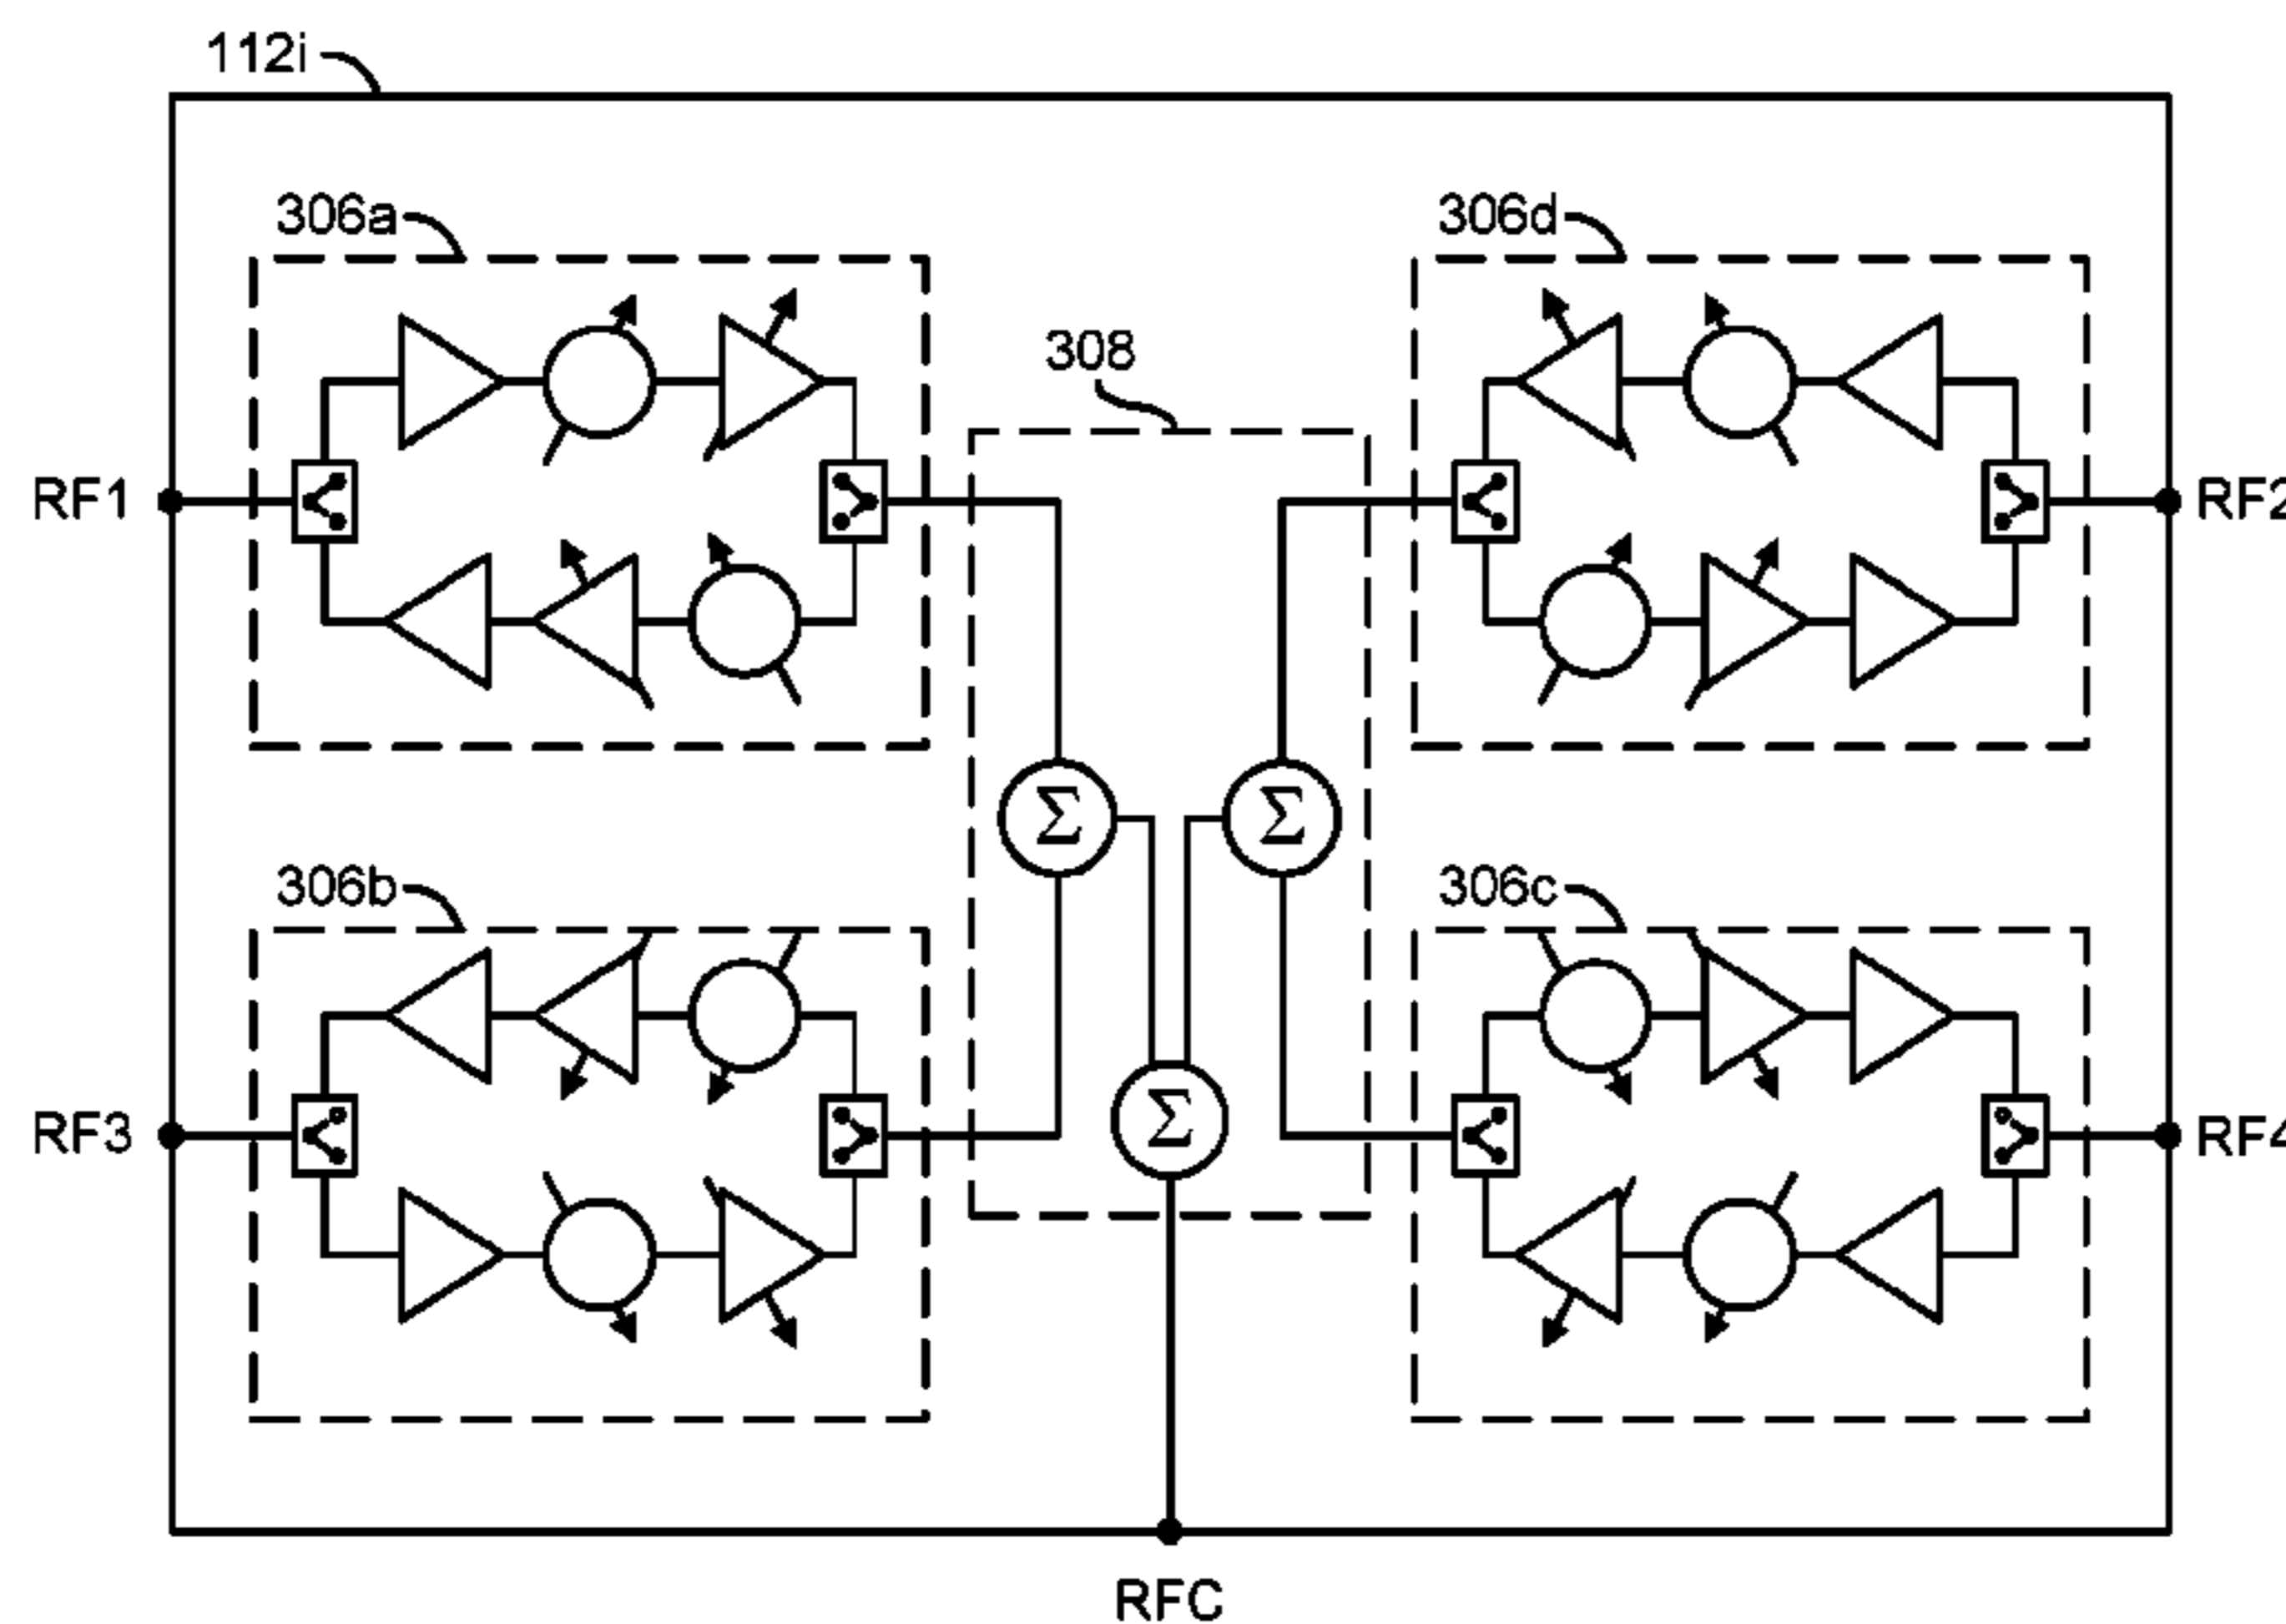 112i
306a
306d
308
RF1
RF2
Σ
Σ
306b
306c
Σ
RF3
RF4
RFC